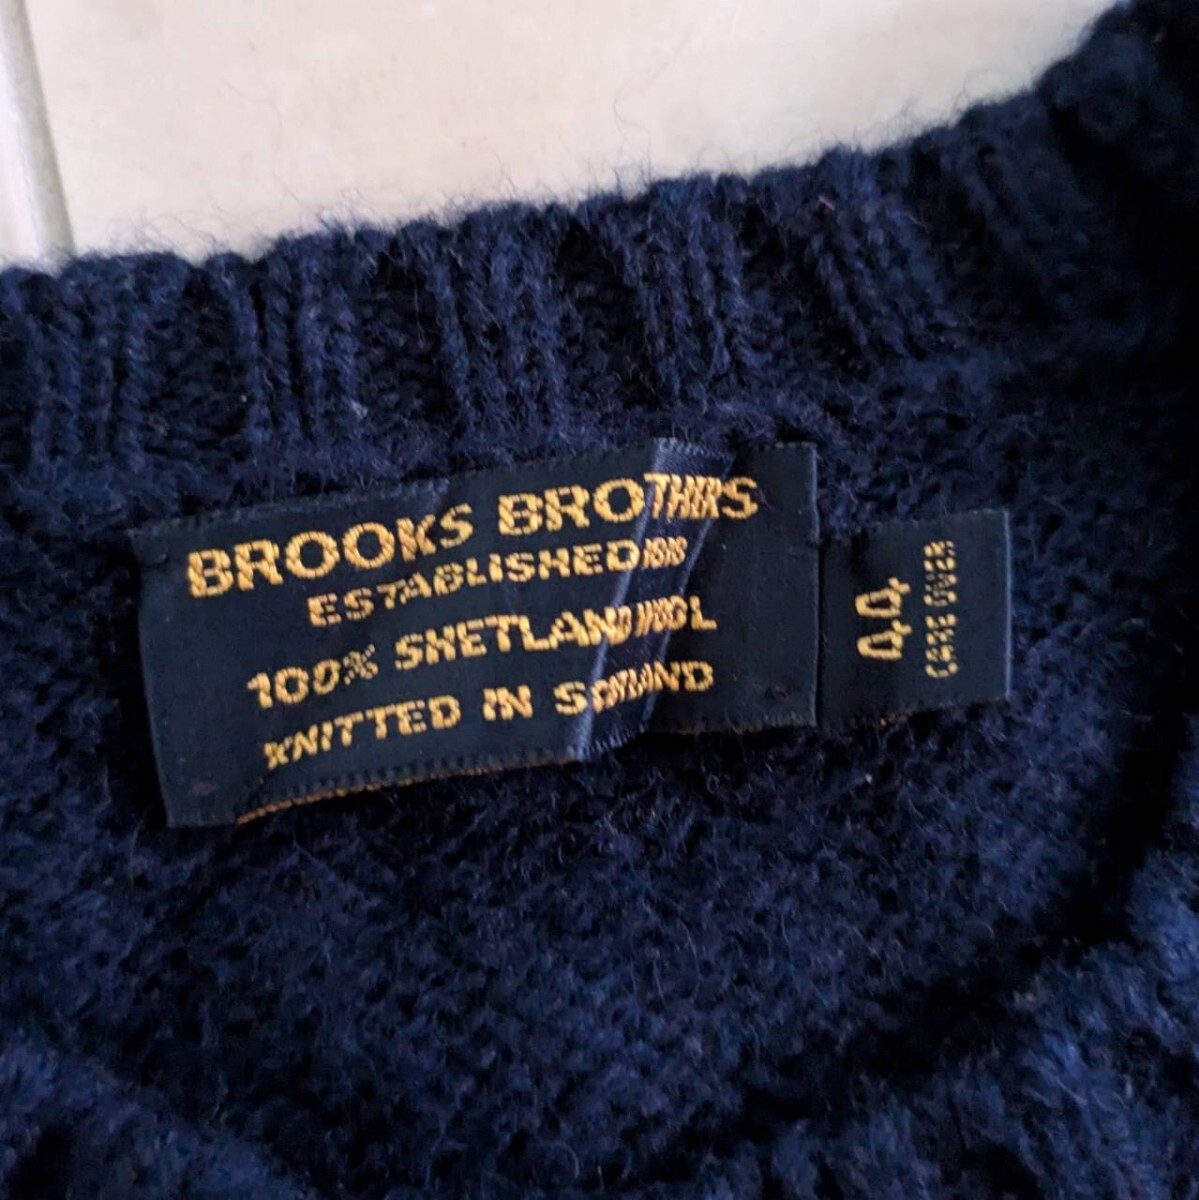 BROOKS BROTHERS
ESTABLISHED 1818
100% SHETLAND WOOL
KNITTED IN SCOTLAND
44
CARE OVER